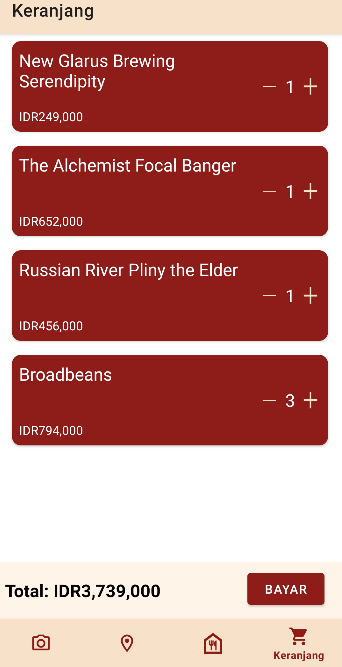 Keranjang
New Glarus Brewing
Serendipity
1
IDR249,000
The Alchemist Focal Banger
1
IDR652,000
Russian River Pliny the Elder
1
IDR456,000
Broadbeans
3
IDR794,000
Total: IDR3,739,000
BAYAR
Keranjang